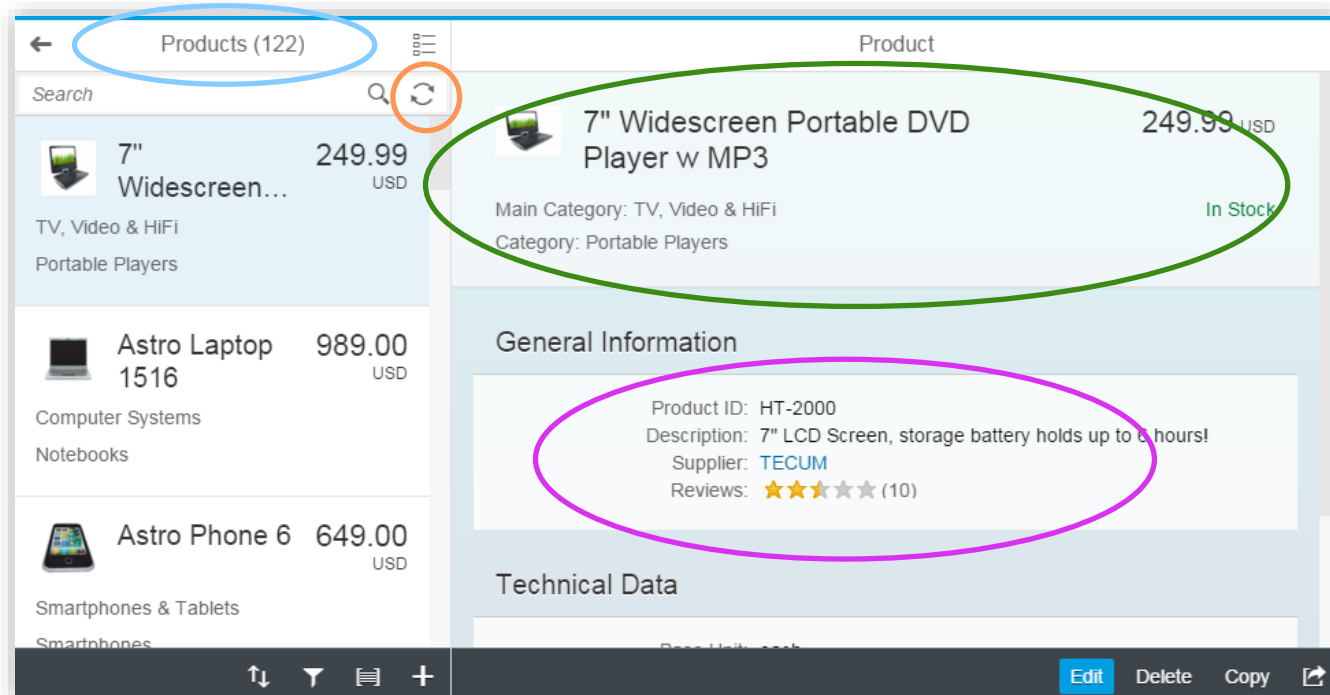 Products (122)
Search
7"
Widescreen...
249.99
USD
TV, Video & HiFi
Portable Players
Astro Laptop
1516
989.00
USD
Computer Systems
Notebooks
Astro Phone 6
649.00
USD
Smartphones & Tablets
Smartphones
Product
7" Widescreen Portable DVD
Player w MP3
249.99 USD
Main Category: TV, Video & HiFi
In Stock
Category: Portable Players
General Information
Product ID: HT-2000
Description: 7" LCD Screen, storage battery holds up to 6 hours!
Supplier: TECUM
Reviews: (10)
Technical Data
Base Unit: each
Edit Delete Copy